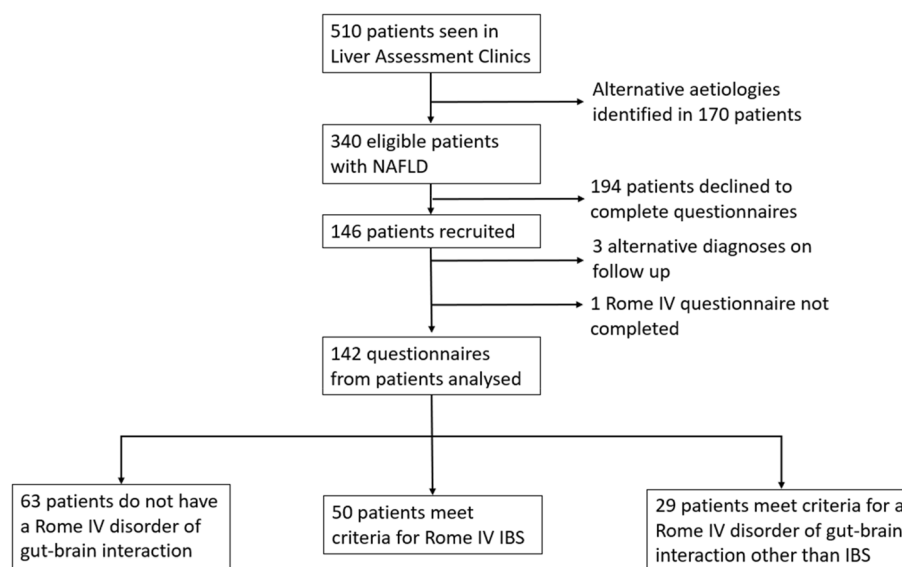 510 patients seen in
Liver Assessment Clinics
Alternative aetiologies
identified in 170 patients
340 eligible patients
with NAFLD
194 patients declined to
complete questionnaires
146 patients recruited
3 alternative diagnoses on
follow up
1 Rome IV questionnaire not
completed
142 questionnaires
from patients analysed
63 patients do not have
a Rome IV disorder of
gut-brain interaction
50 patients meet
criteria for Rome IV IBS
29 patients meet criteria for a
Rome IV disorder of gut-brain
interaction other than IBS